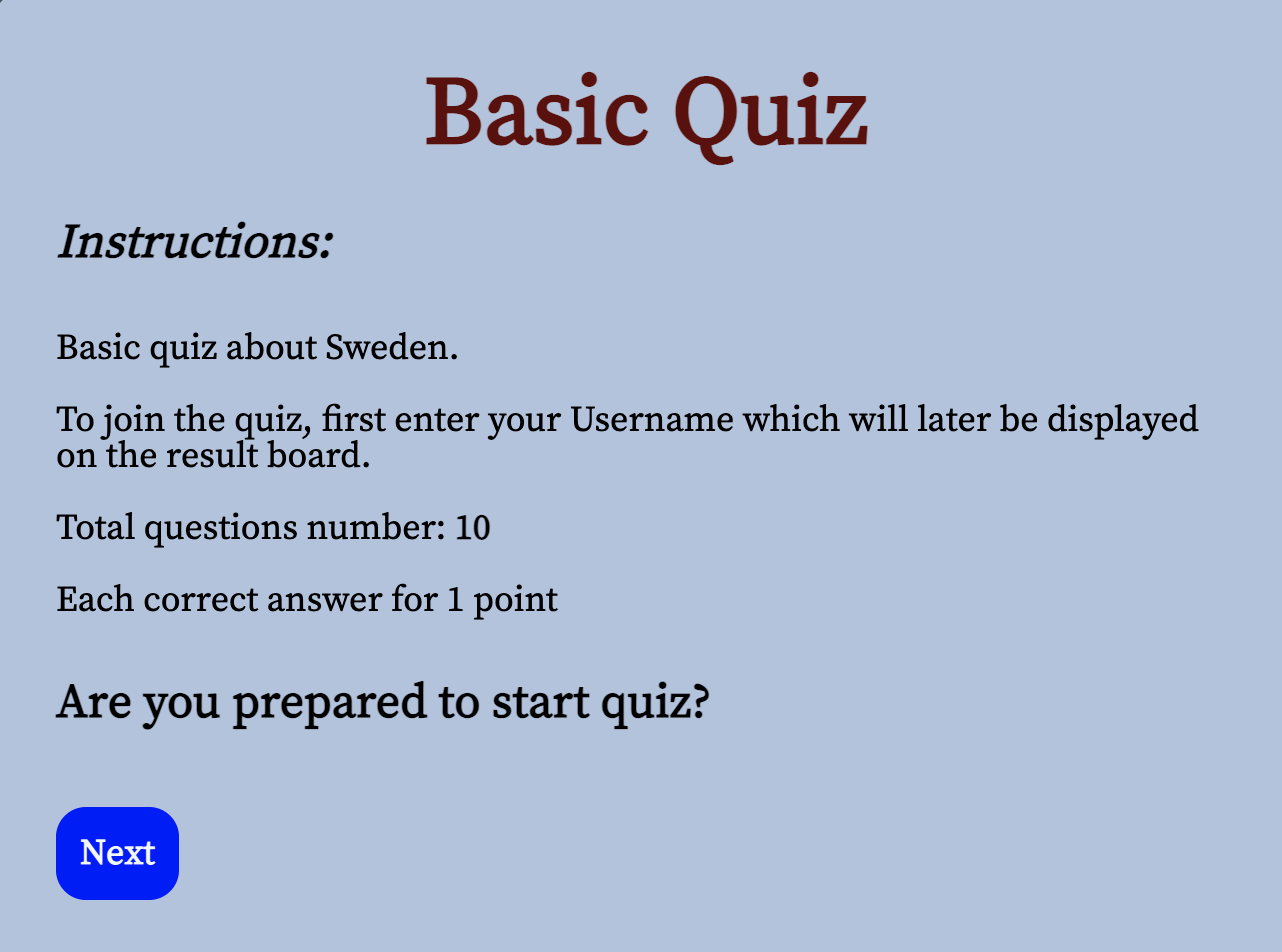 Basic Quiz
Instructions:
Basic quiz about Sweden.
To join the quiz, first enter your Username which will later be displayed
on the result board.
Total questions number: 10
Each correct answer for 1 point
Are you prepared to start quiz?
Next